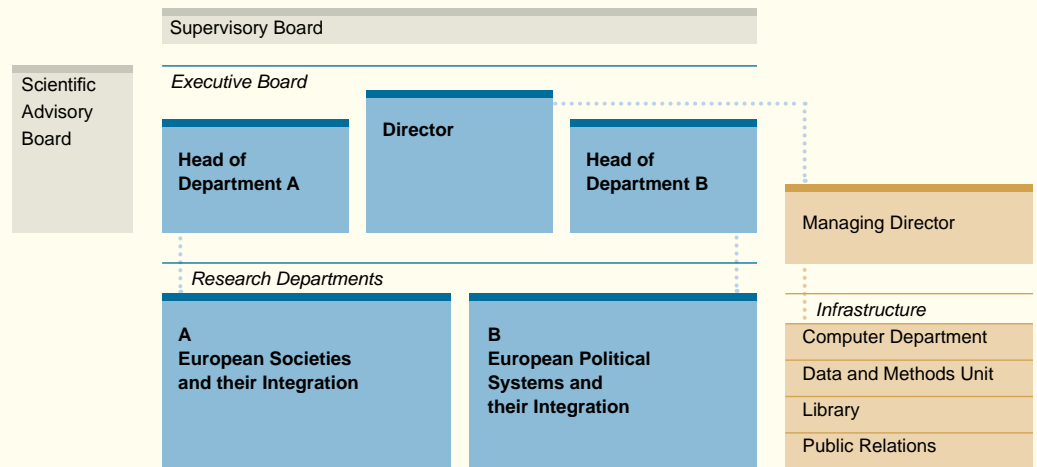 Supervisory Board
Scientific
Advisory
Board
Executive Board
Head of
Department A
Director
Head of
Department B
Managing Director
Research Departments
A
European Societies
and their Integration
B
European Political
Systems and
their Integration
Infrastructure
Computer Department
Data and Methods Unit
Library
Public Relations